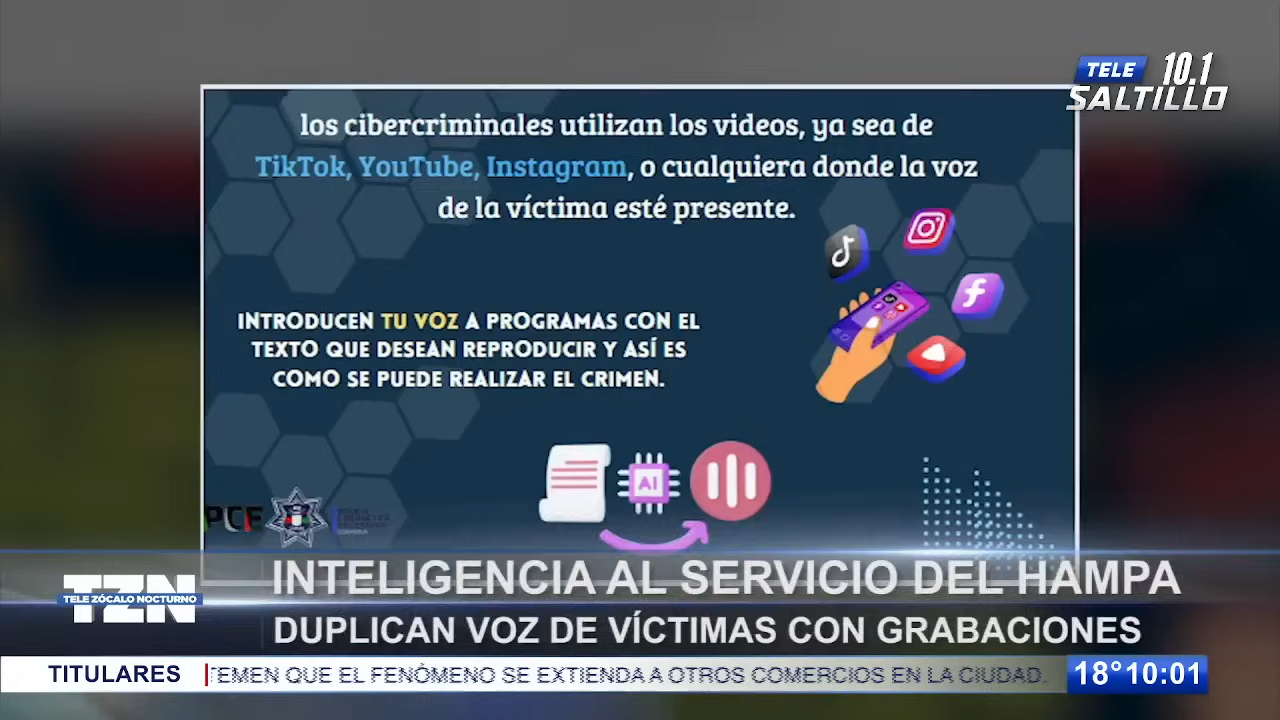 TELE 10.1
SALTILLO
los cibercriminales utilizan los videos, ya sea de
TikTok, YouTube, Instagram, o cualquiera donde la voz
de la víctima esté presente.
INTRODUCEN TU VOZ A PROGRAMAS CON EL
TEXTO QUE DESEAN REPRODUCIR Y ASÍ ES
COMO SE PUEDE REALIZAR EL CRIMEN.
AI
PCF
INTELIGENCIA AL SERVICIO DEL HAMPA
TZN
TELE ZÓCALO NOCTURNO
DUPLICAN VOZ DE VÍCTIMAS CON GRABACIONES
TITULARES
TEMEN QUE EL FENÓMENO SE EXTIENDA A OTROS COMERCIOS EN LA CIUDAD.
18°10:01